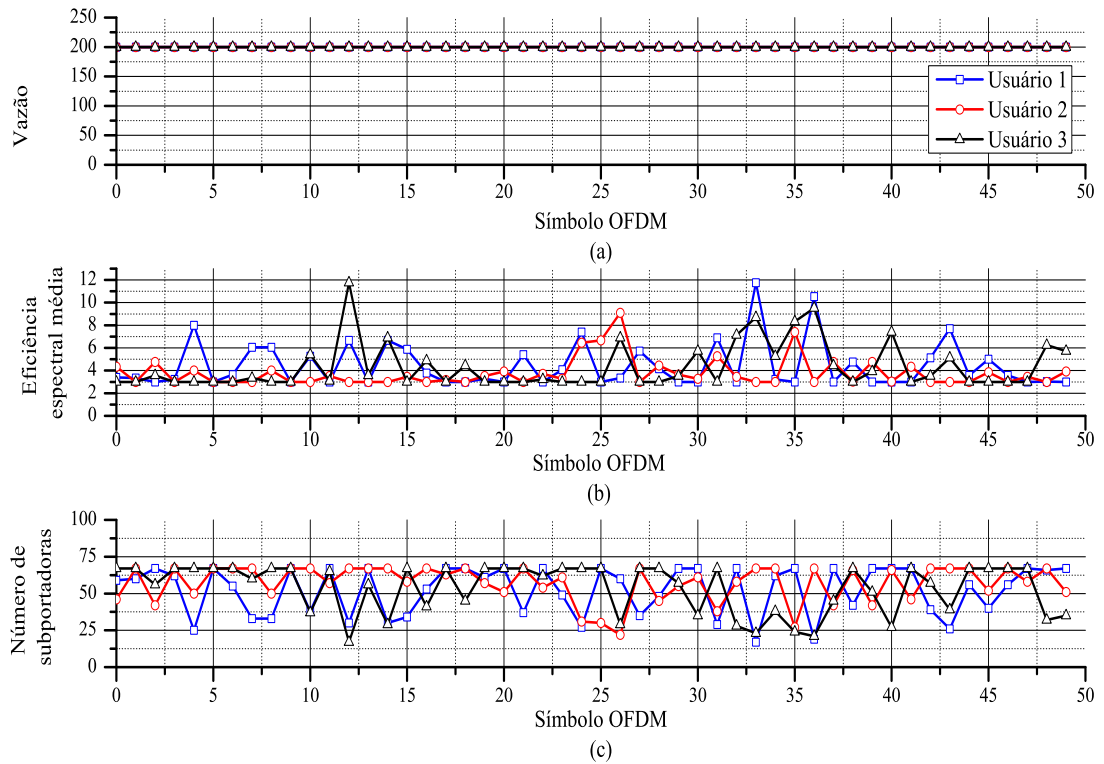 250
200
150
100
50
0
Vazão
Usuário 1
Usuário 2
Usuário 3
0 5 10 15 20 25 30 35 40 45 50
Símbolo OFDM
(a)
12
10
8
6
4
2
0
Eficiência
espectral média
0 5 10 15 20 25 30 35 40 45 50
Símbolo OFDM
(b)
100
75
50
25
0
Número de
subportadoras
0 5 10 15 20 25 30 35 40 45 50
Símbolo OFDM
(c)